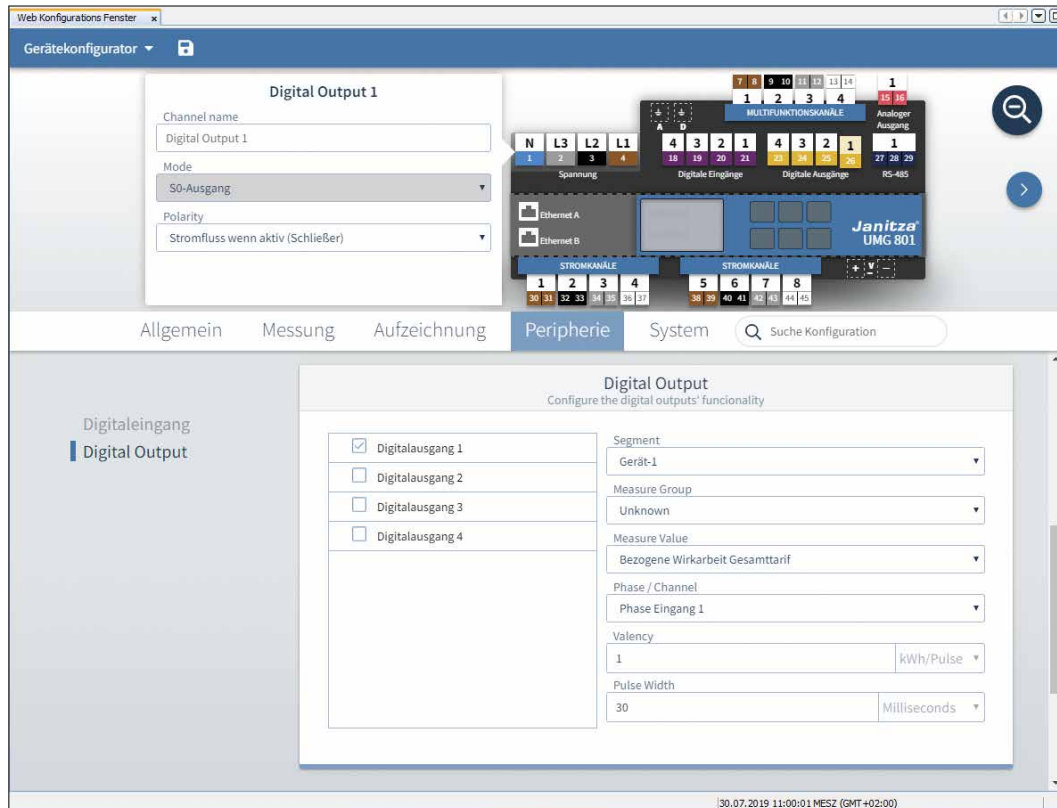 Web Konfigurations Fenster
Gerätekonfigurator
Digital Output 1
Channel name
Digital Output 1
Mode
S0-Ausgang
Polarity
Stromfluss wenn aktiv (Schließer)
7 8 9 10 11 12 13 14
1 2 3 4
MULTIFUNKTIONSKANÄLE
1
15 16
Analoger
Ausgang
A D
N L3 L2 L1
1 2 3 4
Spannung
4 3 2 1
18 19 20 21
Digitale Eingänge
4 3 2 1
23 24 25 26
Digitale Ausgänge
1
27 28 29
RS-485
Ethernet A
Ethernet B
Janitza®
UMG 801
STROMKANÄLE
1 2 3 4
30 31 32 33 34 35 36 37
STROMKANÄLE
5 6 7 8
38 39 40 41 42 43 44 45
+ V −
Allgemein Messung Aufzeichnung Peripherie System Suche Konfiguration
Digitaleingang
Digital Output
Digital Output
Configure the digital outputs' funcionality
Digitalausgang 1
Digitalausgang 2
Digitalausgang 3
Digitalausgang 4
Segment
Gerät-1
Measure Group
Unknown
Measure Value
Bezogene Wirkarbeit Gesamttarif
Phase / Channel
Phase Eingang 1
Valency
1 kWh/Pulse
Pulse Width
30 Milliseconds
30.07.2019 11:00:01 MESZ (GMT+02:00)